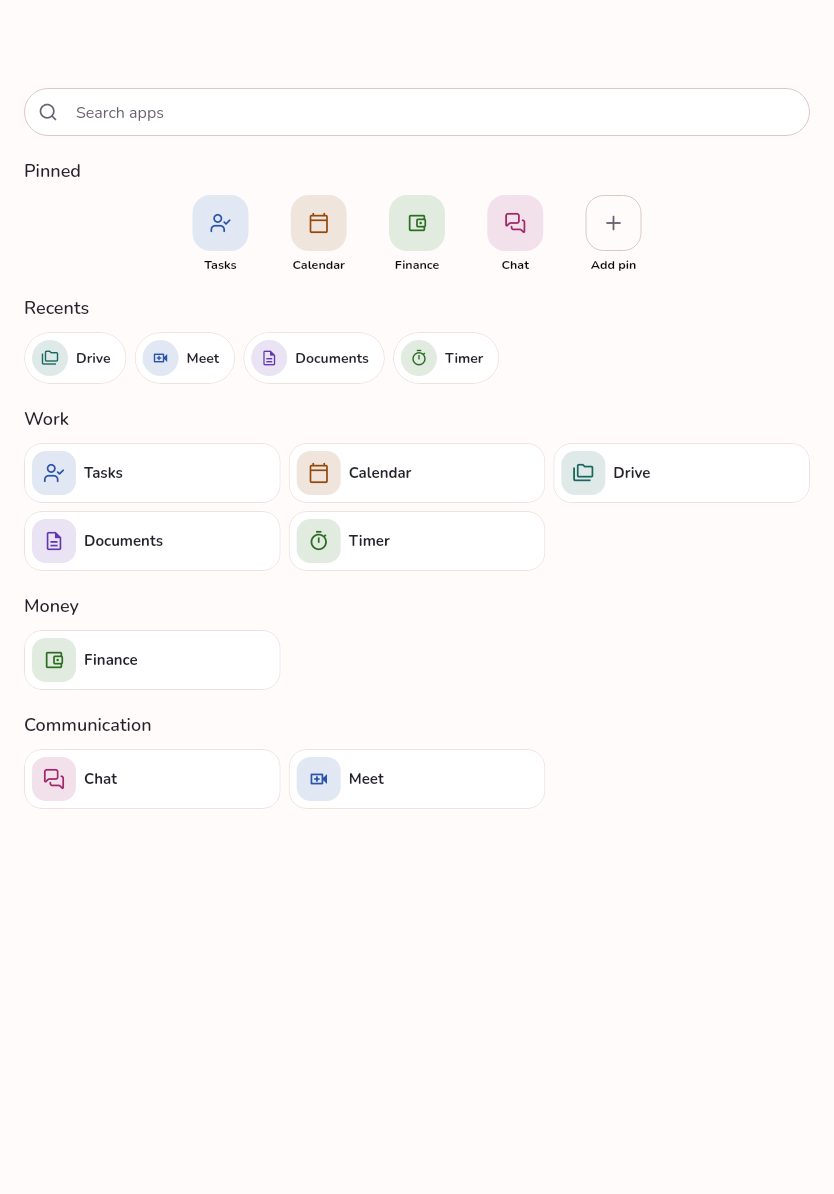 Search apps
Pinned
Tasks Calendar Finance Chat Add pin
Recents
Drive Meet Documents Timer
Work
Tasks Calendar Drive
Documents Timer
Money
Finance
Communication
Chat Meet